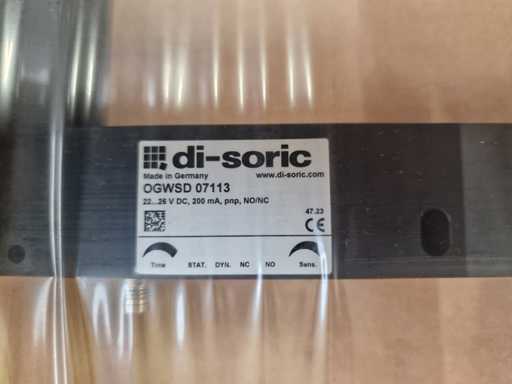 di-soric
Made in Germany www.di-soric.com
OGWSD 07113
22...26 V DC, 200 mA, pnp, NO/NC
47.23
CE
Time STAT. DYN. NC NO Sens.